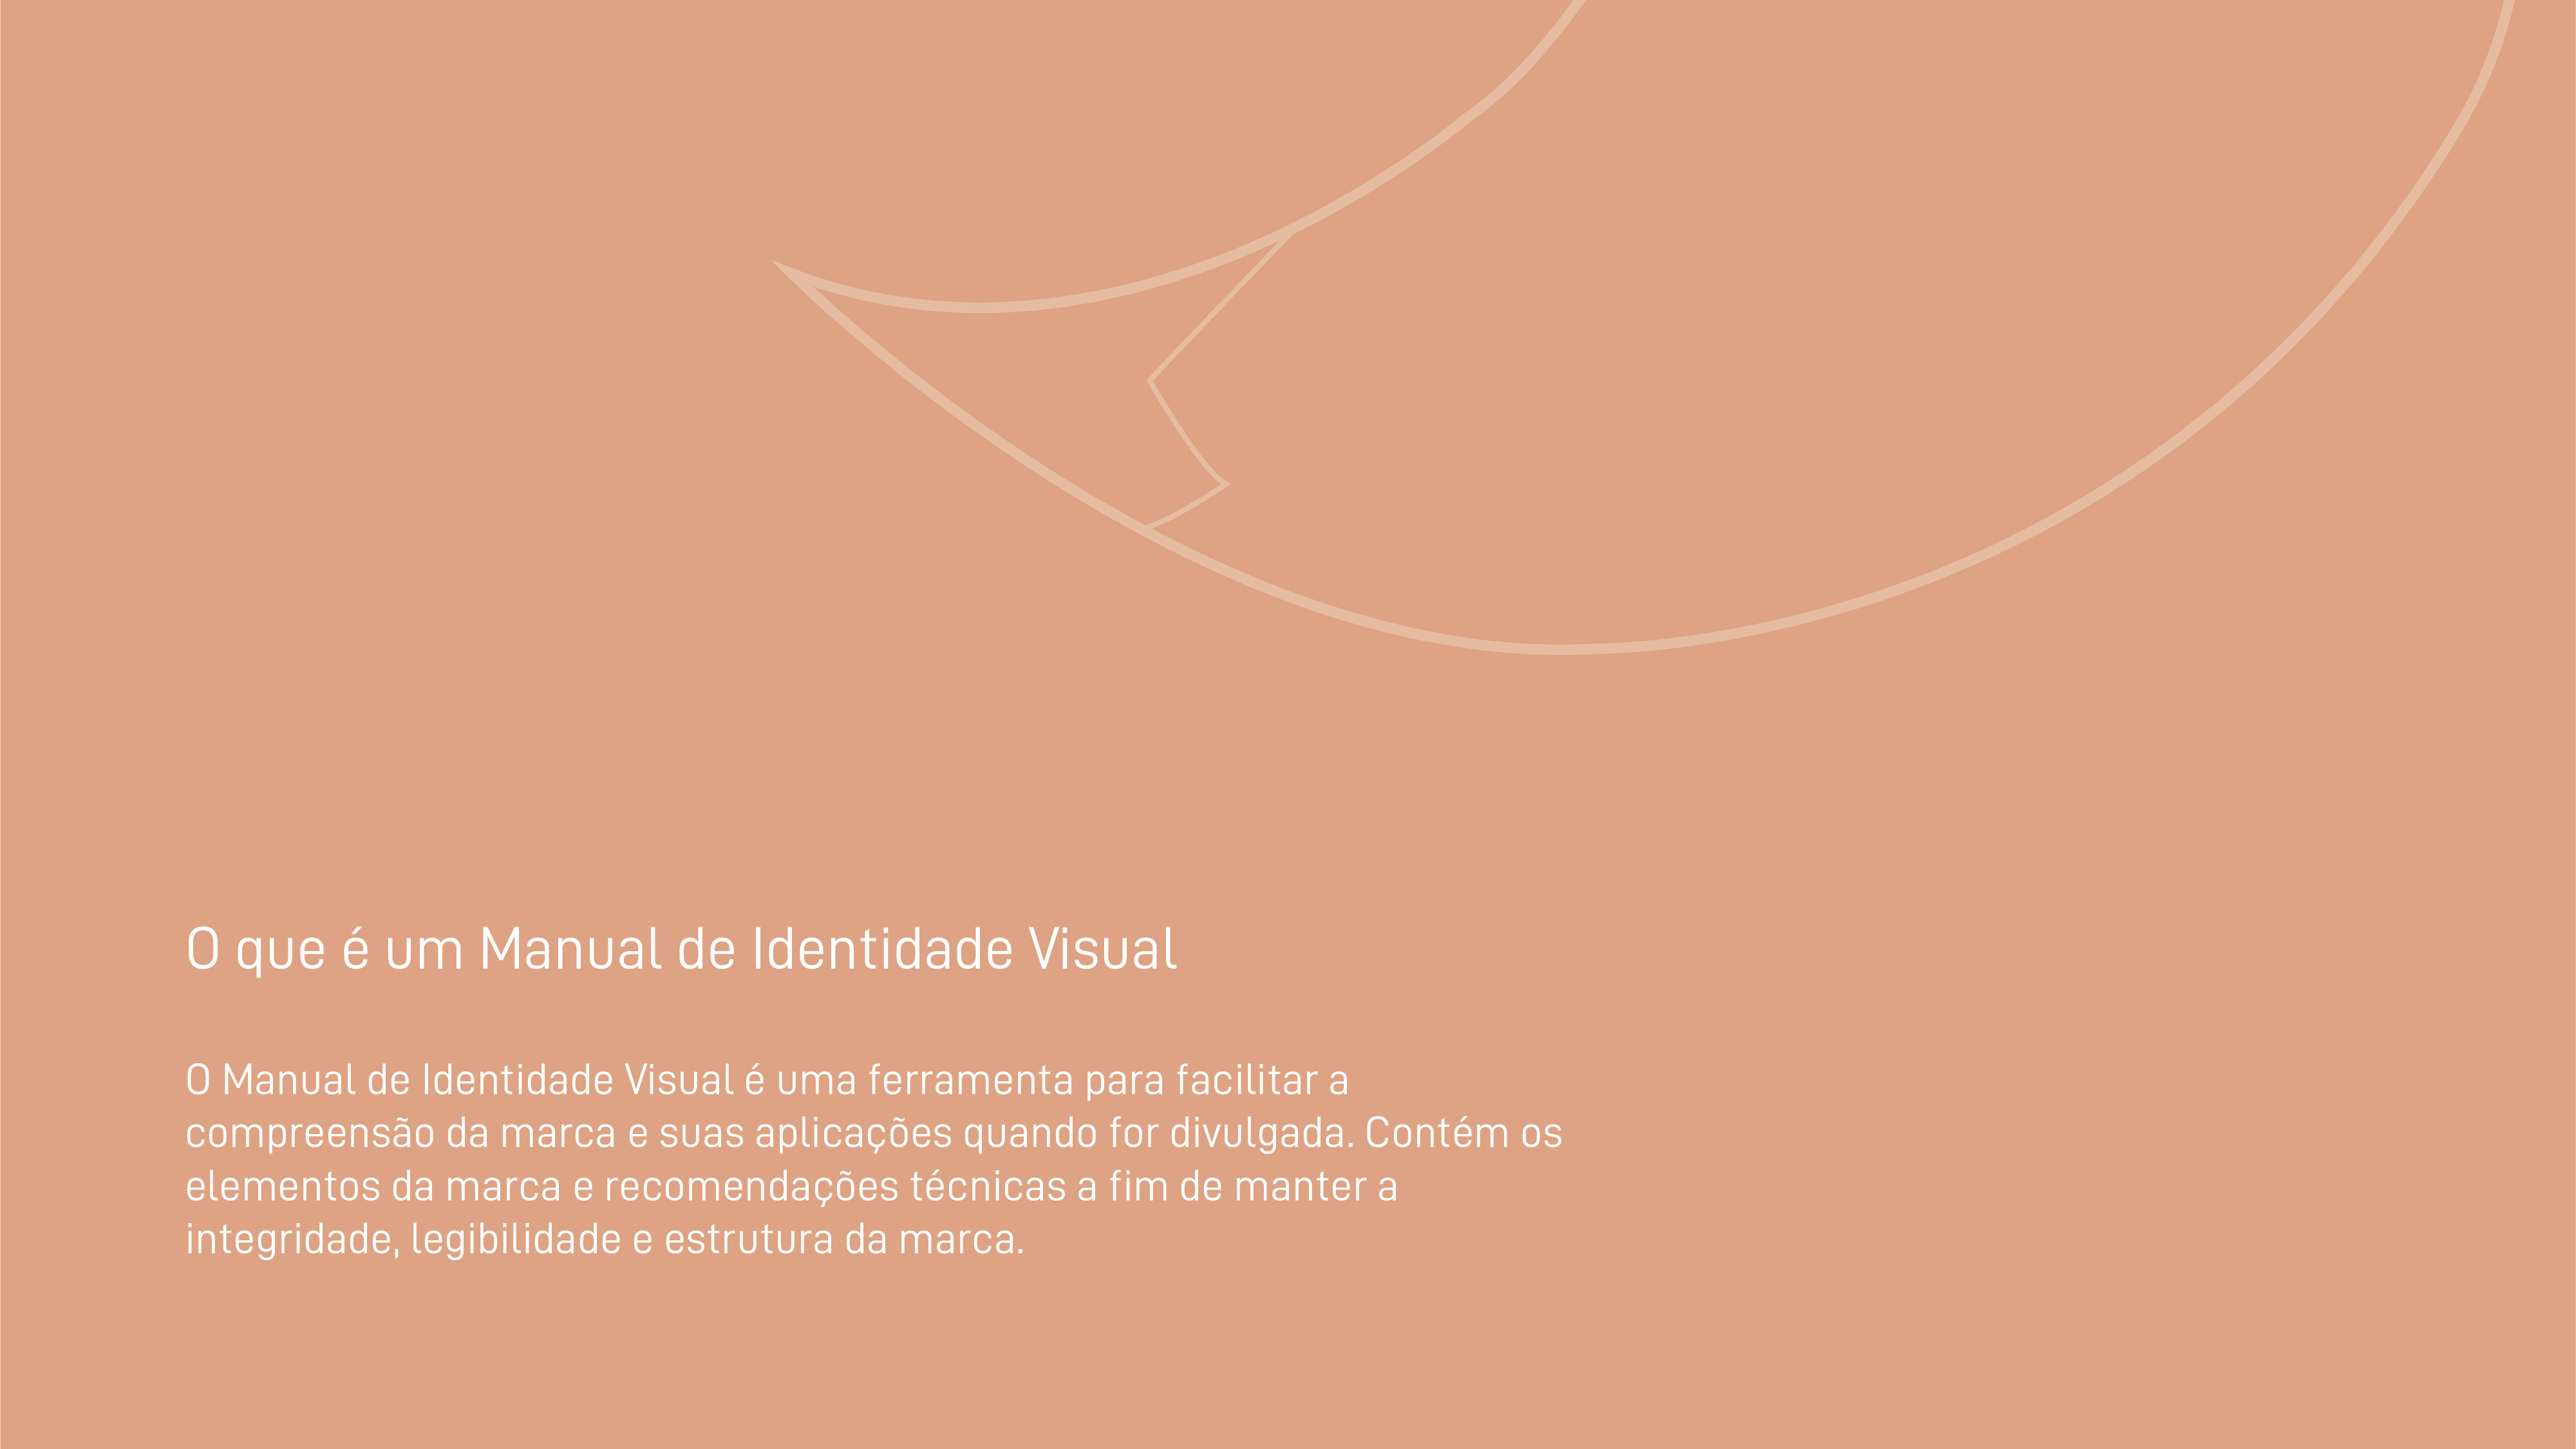 O que é um Manual de Identidade Visual
O Manual de Identidade Visual é uma ferramenta para facilitar a
compreensão da marca e suas aplicações quando for divulgada. Contém os
elementos da marca e recomendações técnicas a fim de manter a
integridade, legibilidade e estrutura da marca.